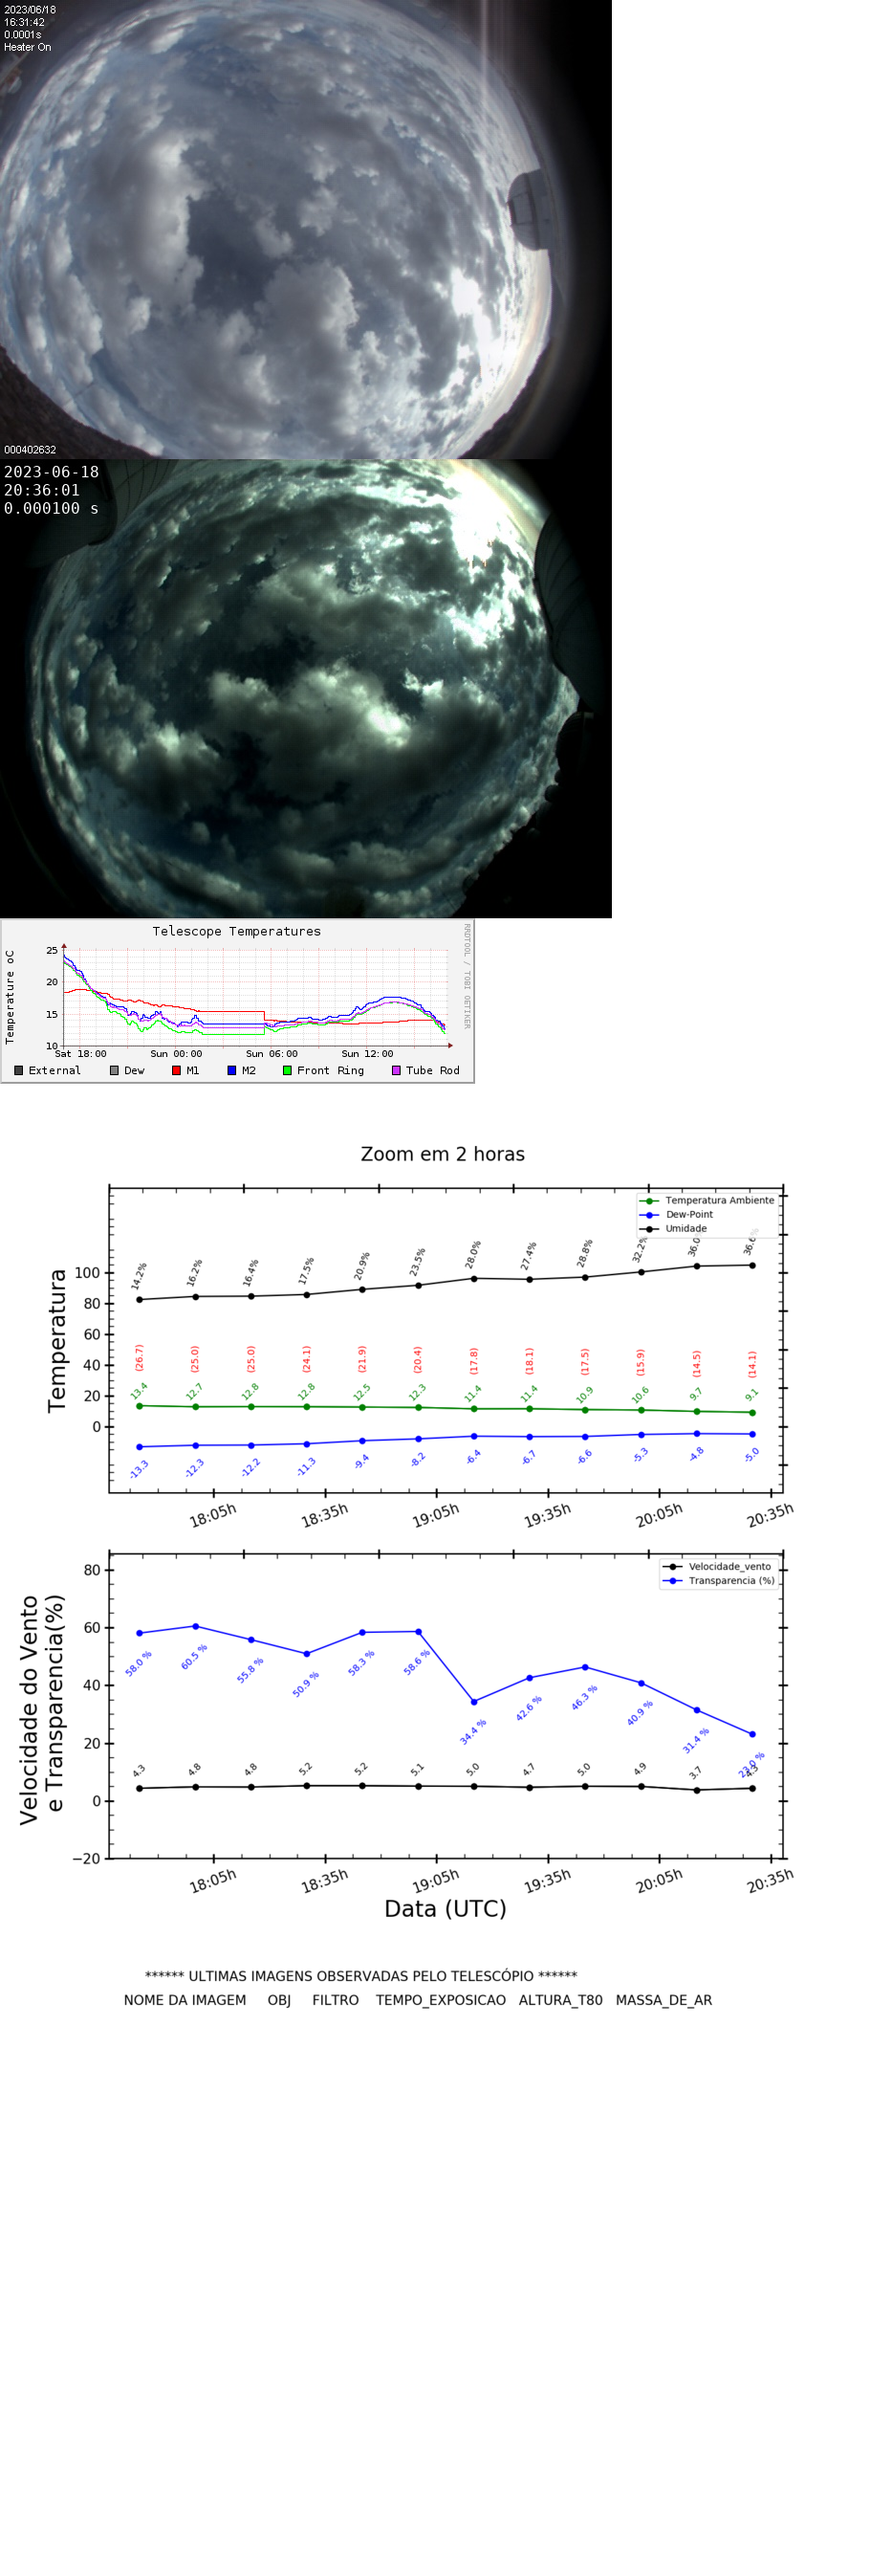 2023/06/18
16:31:42
0.0001s
Heater On
000402632
2023-06-18
20:36:01
0.000100 s
Telescope Temperatures
RRDTOOL / TOBI OETIKER
Temperature oC
25
20
15
10
Sat 18:00 Sun 00:00 Sun 06:00 Sun 12:00
External Dew M1 M2 Front Ring Tube Rod
Zoom em 2 horas
Temperatura
Temperatura Ambiente
Dew-Point
Umidade
100
80
60
40
20
0
14.2% 16.2% 16.4% 17.5% 20.9% 23.5% 28.0% 27.4% 28.8% 32.2% 36.0
(26.7) (25.0) (25.0) (24.1) (21.9) (20.4) (17.8) (18.1) (17.5) (15.9) (14.5) (14.1)
13.4 12.7 12.8 12.8 12.5 12.3 11.4 11.4 10.9 10.6 9.7 9.1
-13.3 -12.3 -12.2 -11.3 -9.4 -8.2 -6.4 -6.7 -6.6 -5.3 -4.8 -5.0
18:05h 18:35h 19:05h 19:35h 20:05h 20:35h
Velocidade do Vento
e Transparencia(%)
Velocidade_vento
Transparencia (%)
80
60
40
20
0
−20
58.0 % 60.5 % 55.8 % 50.9 % 58.3 % 58.6 % 34.4 % 42.6 % 46.3 % 40.9 % 31.4 % 23.0 %
4.3 4.8 4.8 5.2 5.2 5.1 5.0 4.7 5.0 4.9 3.7 4.3
18:05h 18:35h 19:05h 19:35h 20:05h 20:35h
Data (UTC)
****** ULTIMAS IMAGENS OBSERVADAS PELO TELESCÓPIO ******
NOME DA IMAGEM OBJ FILTRO TEMPO_EXPOSICAO ALTURA_T80 MASSA_DE_AR